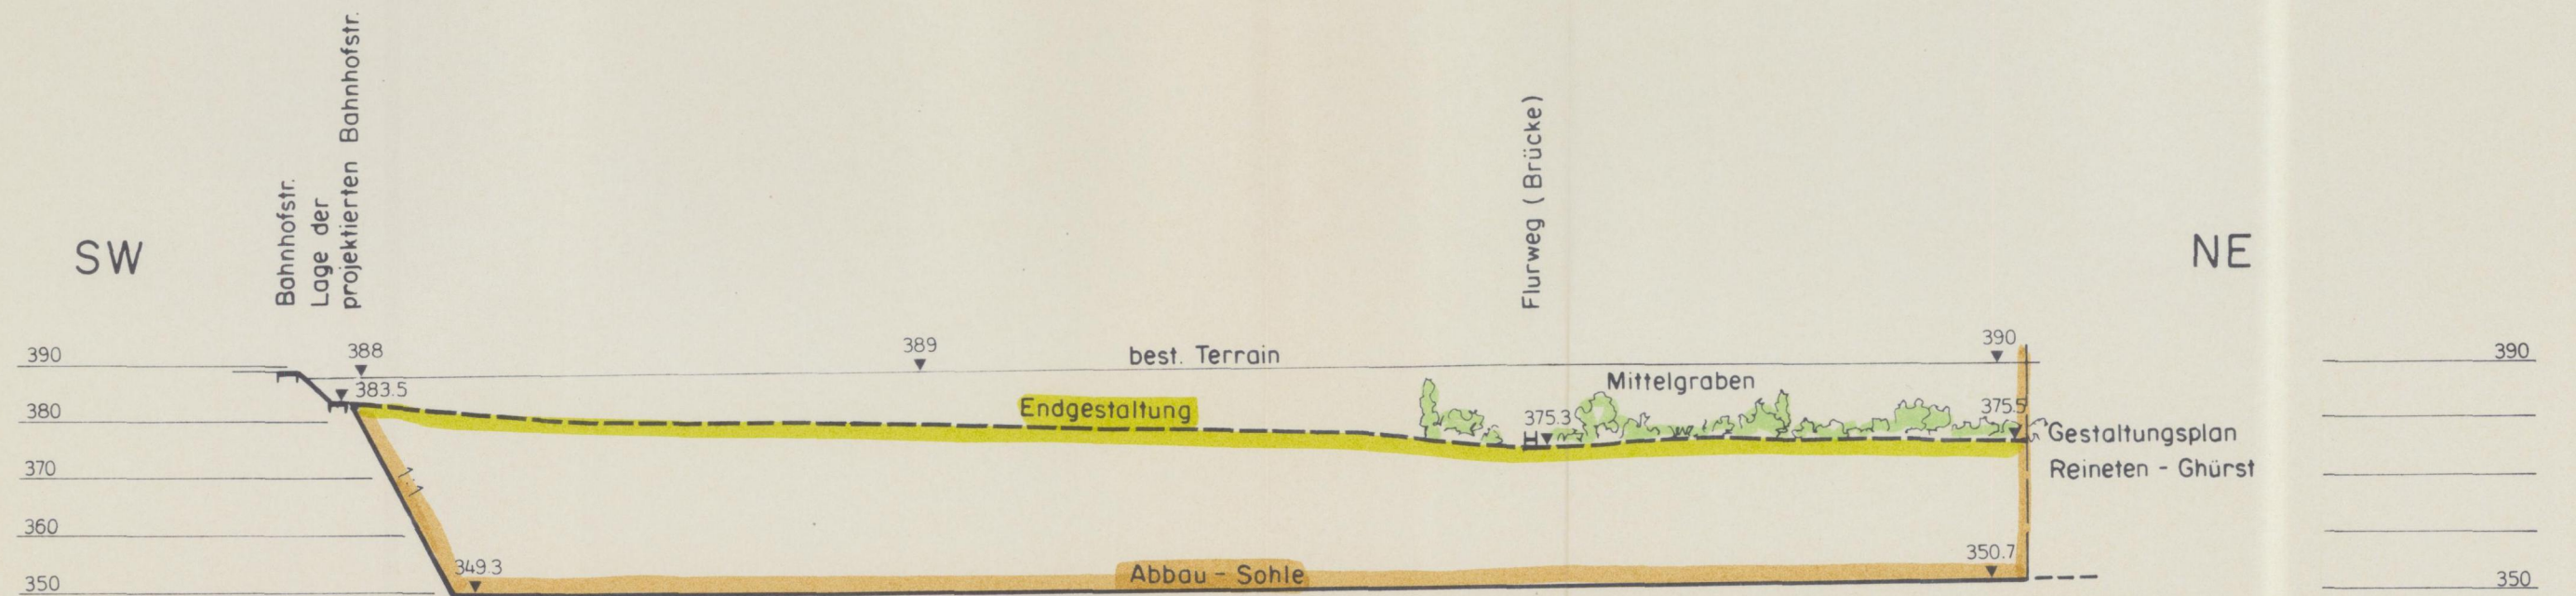 Bahnhofstr.
Lage der
projektierten Bahnhofstr.
Flurweg (Brücke)
SW
NE
390
388
389
best. Terrain
390
390
383.5
Mittelgraben
380
Endgestaltung
375.3
375.5
Gestaltungsplan
Reineten - Ghürst
370
1:1
360
349.3
350.7
350
Abbau - Sohle
350